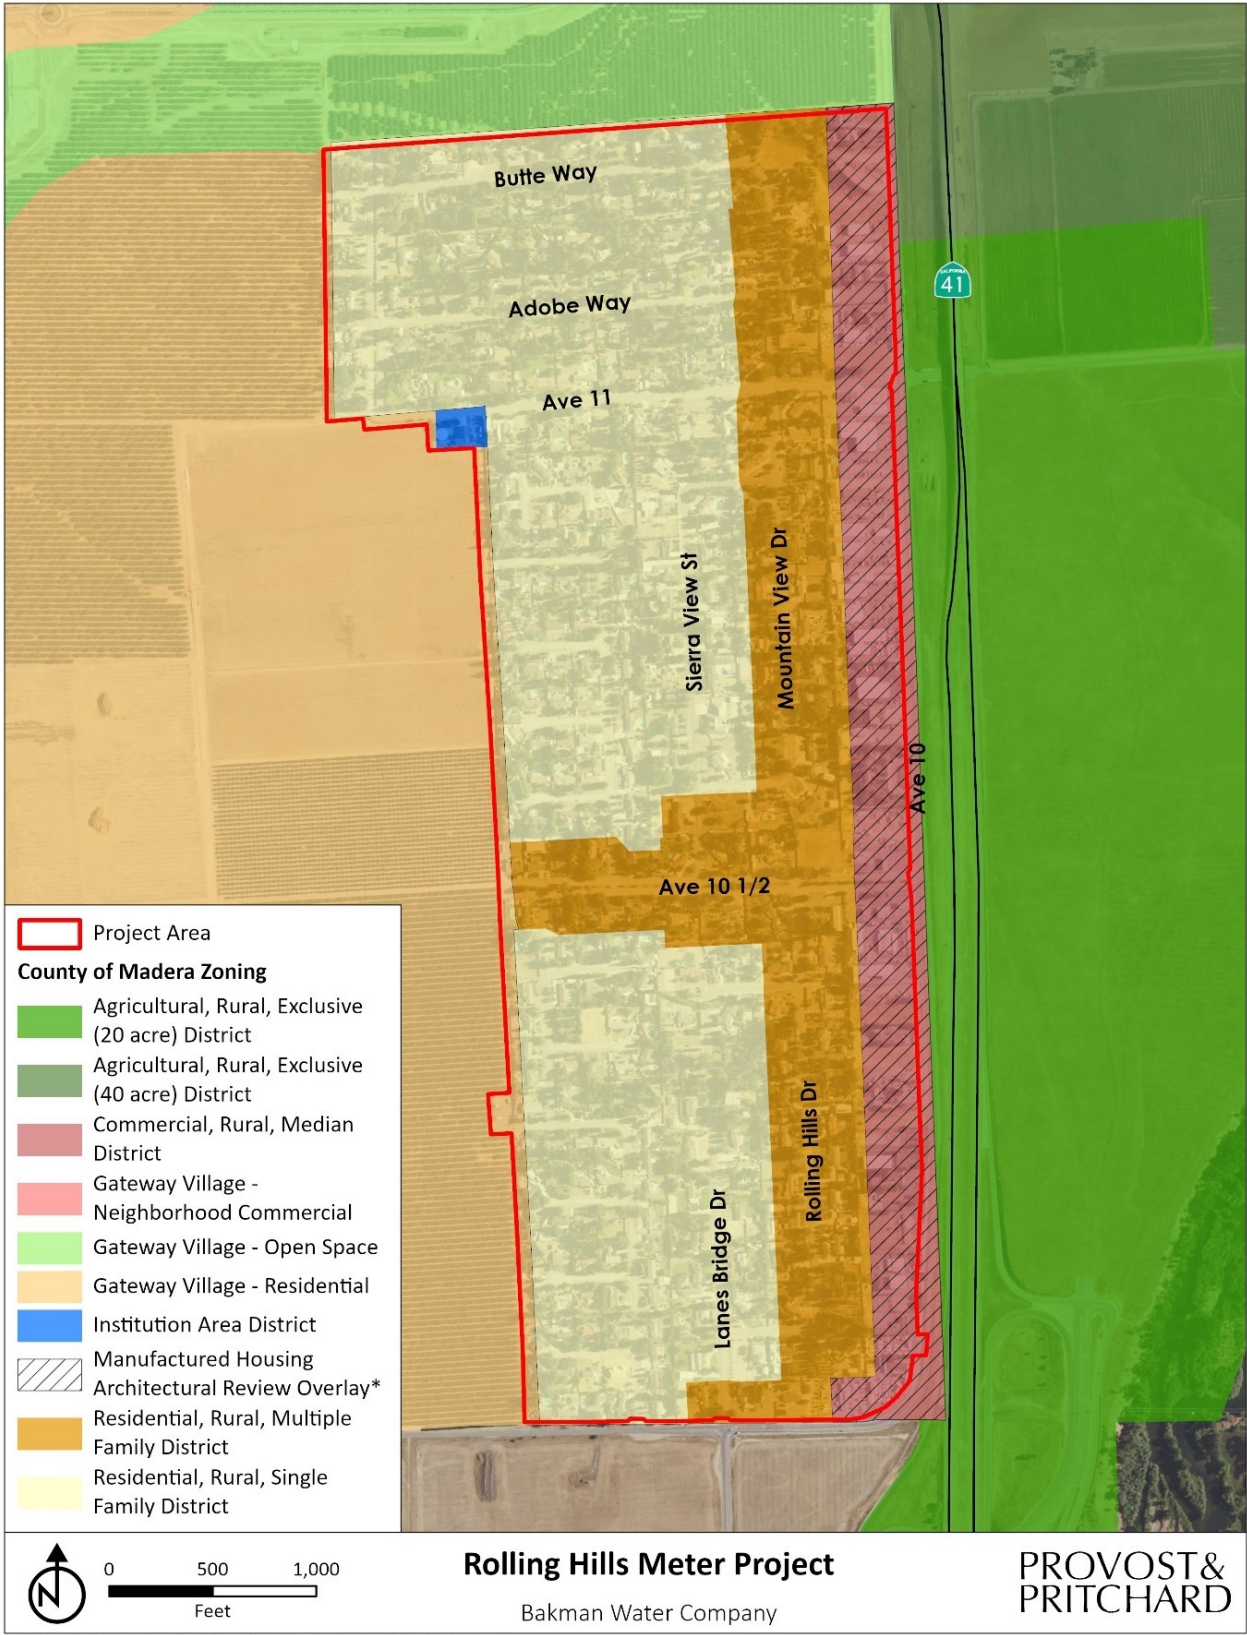 Butte Way
Adobe Way
Ave 11
CALIFORNIA
41
Sierra View St
Mountain View Dr
Ave 10
Ave 10 1/2
Rolling Hills Dr
Lanes Bridge Dr
Project Area
County of Madera Zoning
Agricultural, Rural, Exclusive
(20 acre) District
Agricultural, Rural, Exclusive
(40 acre) District
Commercial, Rural, Median
District
Gateway Village -
Neighborhood Commercial
Gateway Village - Open Space
Gateway Village - Residential
Institution Area District
Manufactured Housing
Architectural Review Overlay*
Residential, Rural, Multiple
Family District
Residential, Rural, Single
Family District
N
0 500 1,000
Feet
Rolling Hills Meter Project
Bakman Water Company
PROVOST&
PRITCHARD